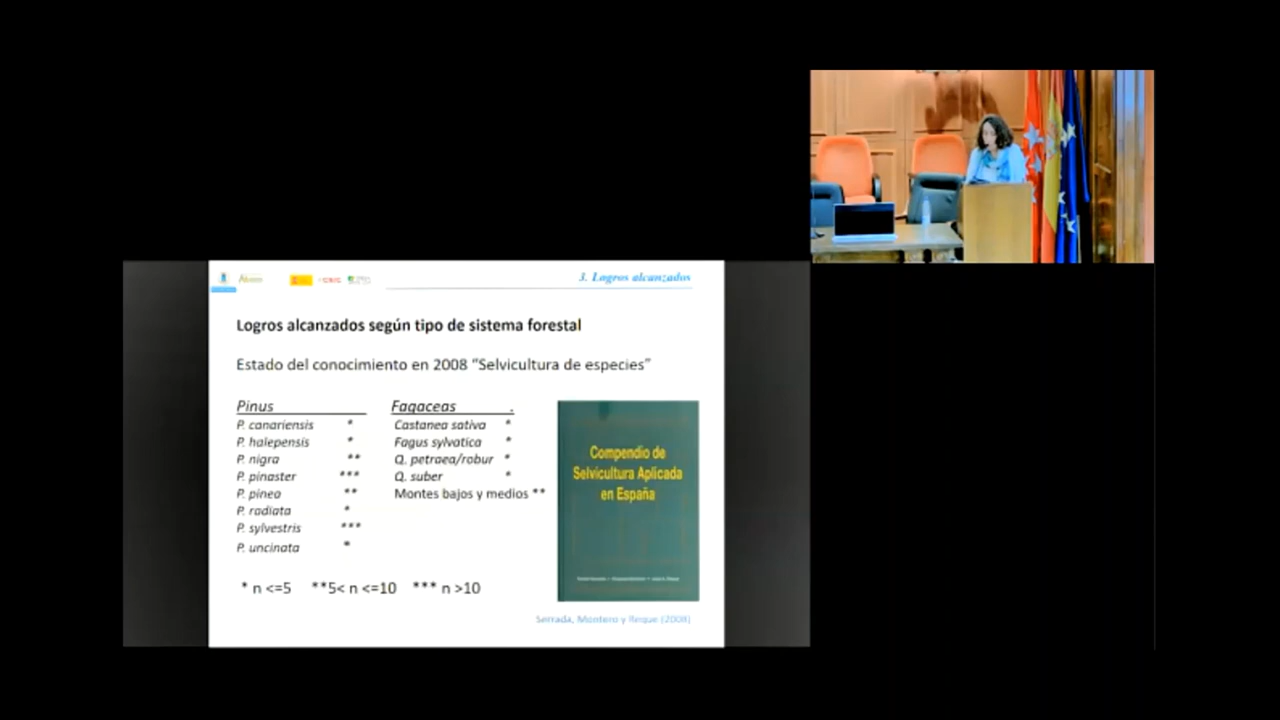 3. Logros alcanzados
Logros alcanzados según tipo de sistema forestal
Estado del conocimiento en 2008 "Selvicultura de especies"
Pinus
P. canariensis *
P. halepensis *
P. nigra **
P. pinaster ***
P. pinea **
P. radiata *
P. sylvestris ***
P. uncinata *
Fagaceas .
Castanea sativa *
Fagus sylvatica *
Q. petraea/robur *
Q. suber *
Montes bajos y medios **
* n <=5 **5< n <=10 *** n >10
Compendio de
Selvicultura Aplicada
en España
Serrada, Montero y Reque (2008)